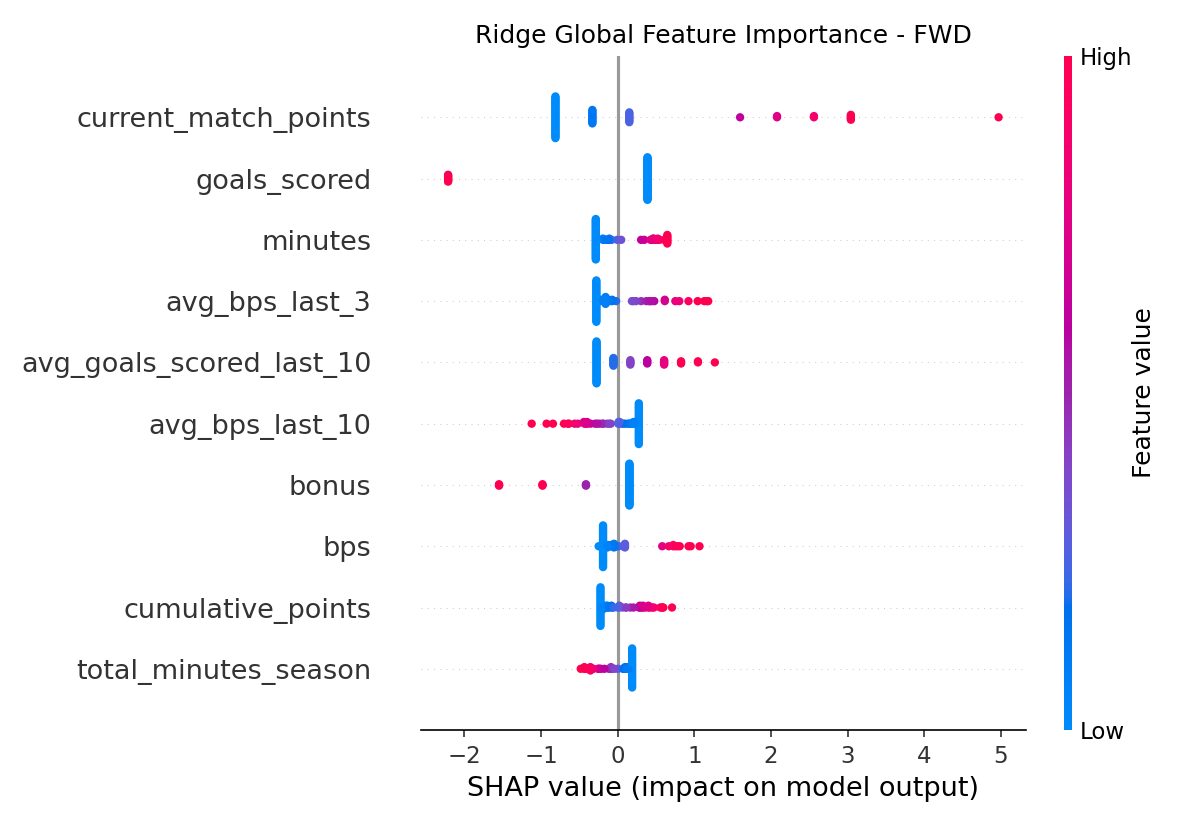 Ridge Global Feature Importance - FWD
High
current_match_points
goals_scored
minutes
avg_bps_last_3
avg_goals_scored_last_10
avg_bps_last_10
bonus
bps
cumulative_points
total_minutes_season
Feature value
Low
−2 −1 0 1 2 3 4 5
SHAP value (impact on model output)